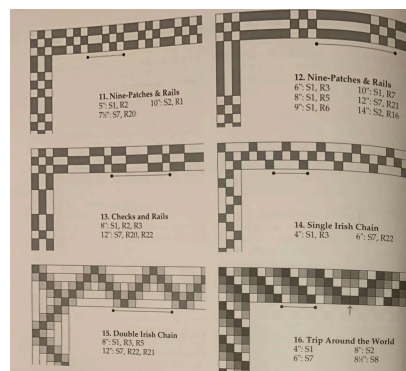 11. Nine-Patches & Rails
5": S1, R2 10": S2, R1
7½": S7, R20
12. Nine-Patches & Rails
6": S1, R3 10": S1, R7
8": S1, R5 12": S7, R21
9": S1, R6 14": S2, R16
13. Checks and Rails
8": S1, R2, R3
12": S7, R20, R22
14. Single Irish Chain
4": S1, R3 6": S7, R22
15. Double Irish Chain
8": S1, R3, R5
12": S7, R22, R21
16. Trip Around the World
4": S1 8": S2
6": S7 8½": S8